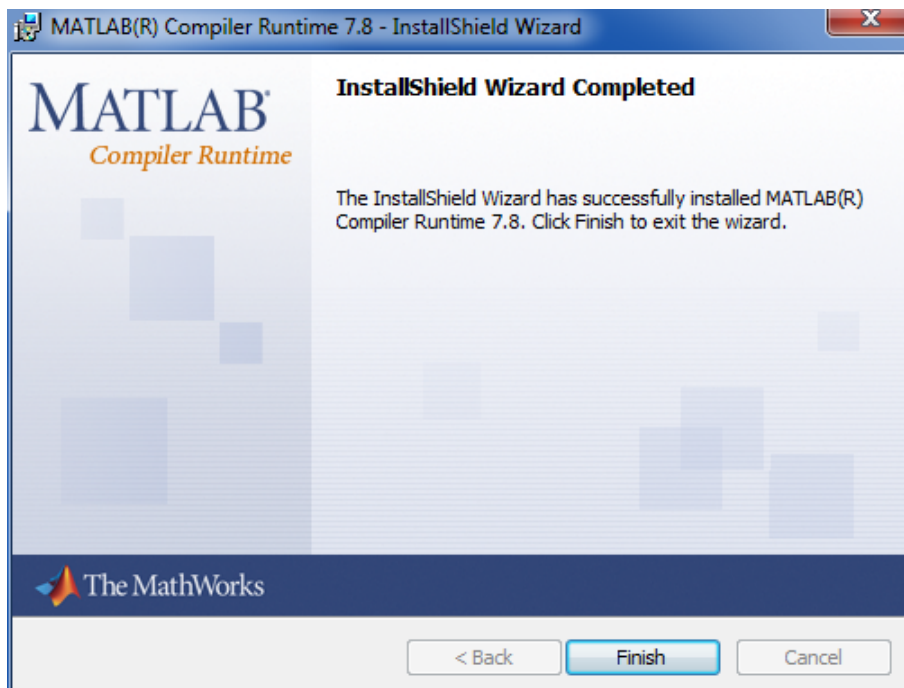 MATLAB(R) Compiler Runtime 7.8 - InstallShield Wizard
X
MATLAB®
Compiler Runtime
InstallShield Wizard Completed
The InstallShield Wizard has successfully installed MATLAB(R)
Compiler Runtime 7.8. Click Finish to exit the wizard.
The MathWorks
< Back
Finish
Cancel